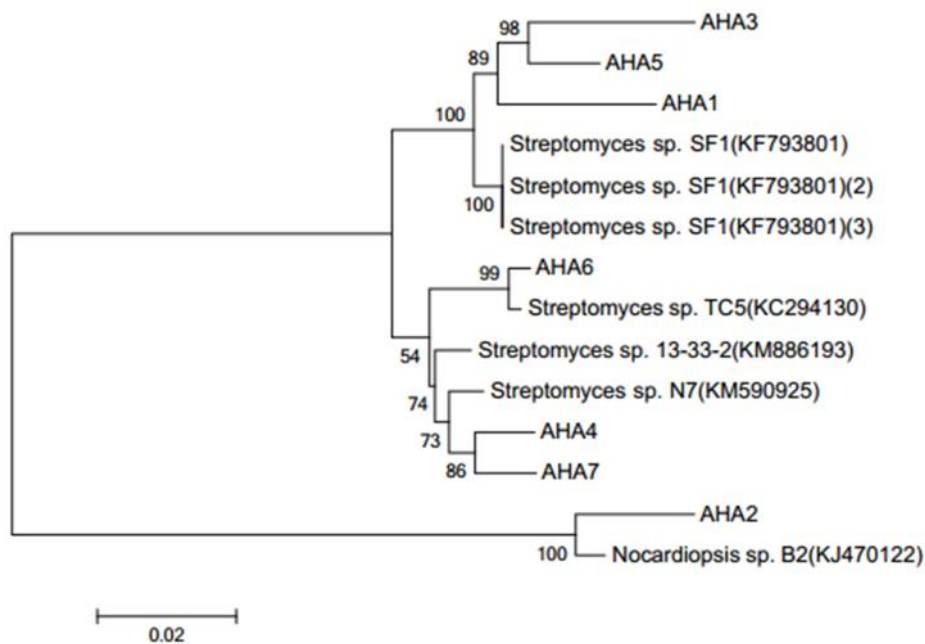 98
AHA3
89
AHA5
AHA1
100
Streptomyces sp. SF1(KF793801)
Streptomyces sp. SF1(KF793801)(2)
100
Streptomyces sp. SF1(KF793801)(3)
99
AHA6
Streptomyces sp. TC5(KC294130)
54
Streptomyces sp. 13-33-2(KM886193)
74
Streptomyces sp. N7(KM590925)
73
AHA4
86
AHA7
AHA2
100
Nocardiopsis sp. B2(KJ470122)
0.02